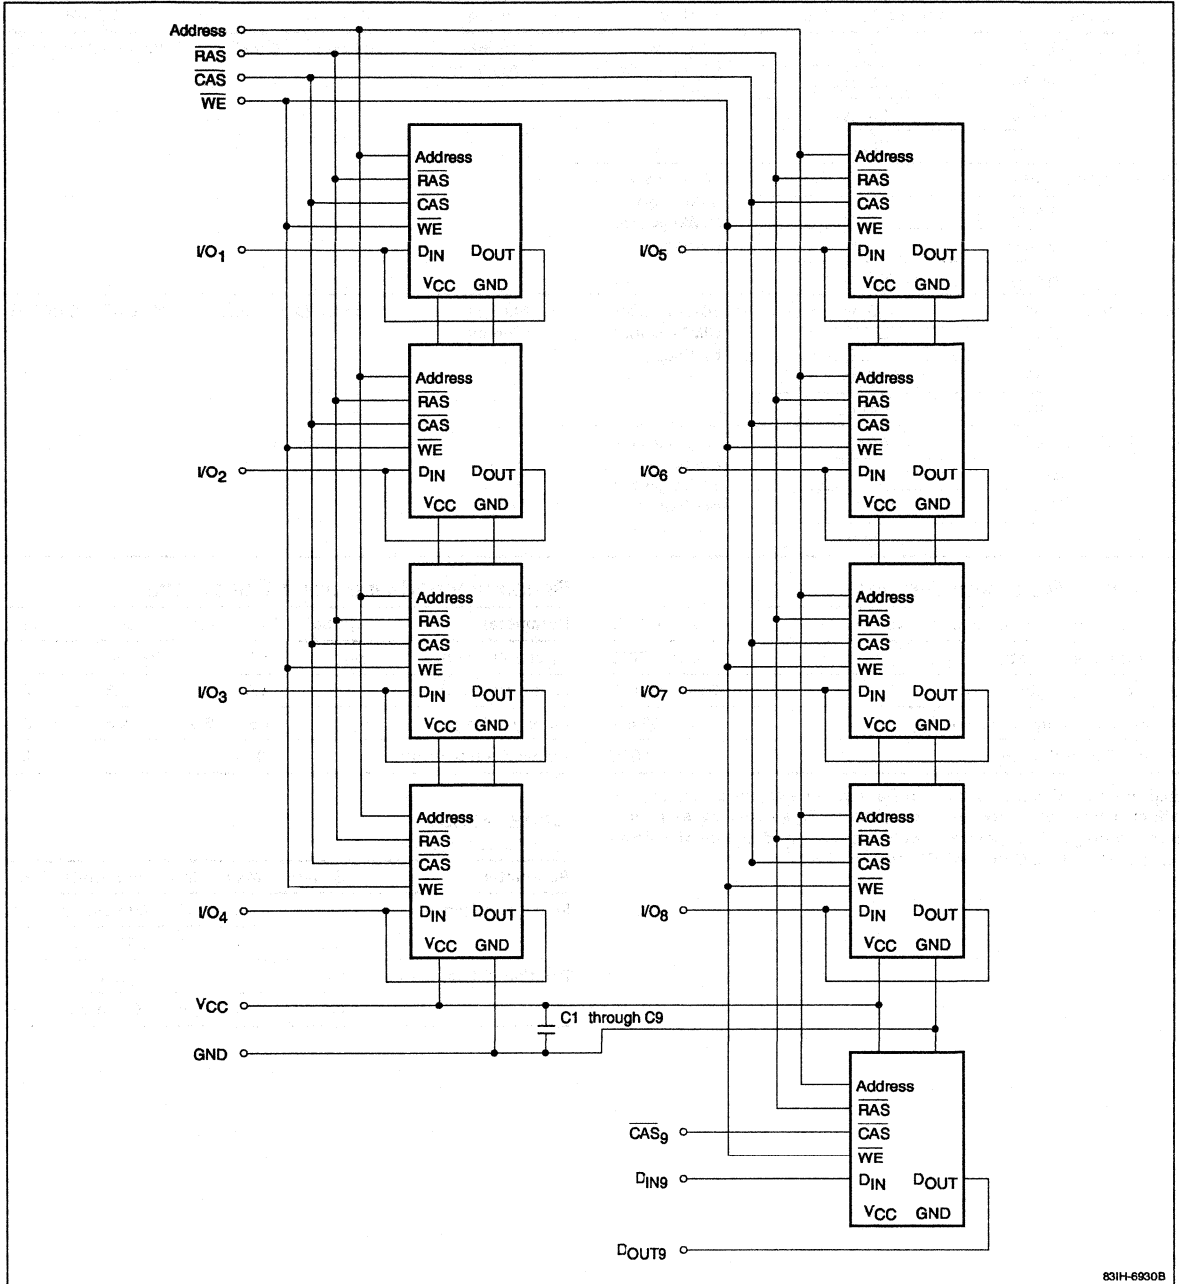 Address
RAS
CAS
WE
Address
RAS
CAS
WE
I/O1
DIN DOUT
VCC GND
Address
RAS
CAS
WE
I/O5
DIN DOUT
VCC GND
Address
RAS
CAS
WE
I/O2
DIN DOUT
VCC GND
Address
RAS
CAS
WE
I/O6
DIN DOUT
VCC GND
Address
RAS
CAS
WE
I/O3
DIN DOUT
VCC GND
Address
RAS
CAS
WE
I/O7
DIN DOUT
VCC GND
Address
RAS
CAS
WE
I/O4
DIN DOUT
VCC GND
Address
RAS
CAS
WE
I/O8
DIN DOUT
VCC GND
VCC
C1 through C9
GND
Address
RAS
CAS9
CAS
WE
DIN9
DIN DOUT
VCC GND
DOUT9
83IH-6930B